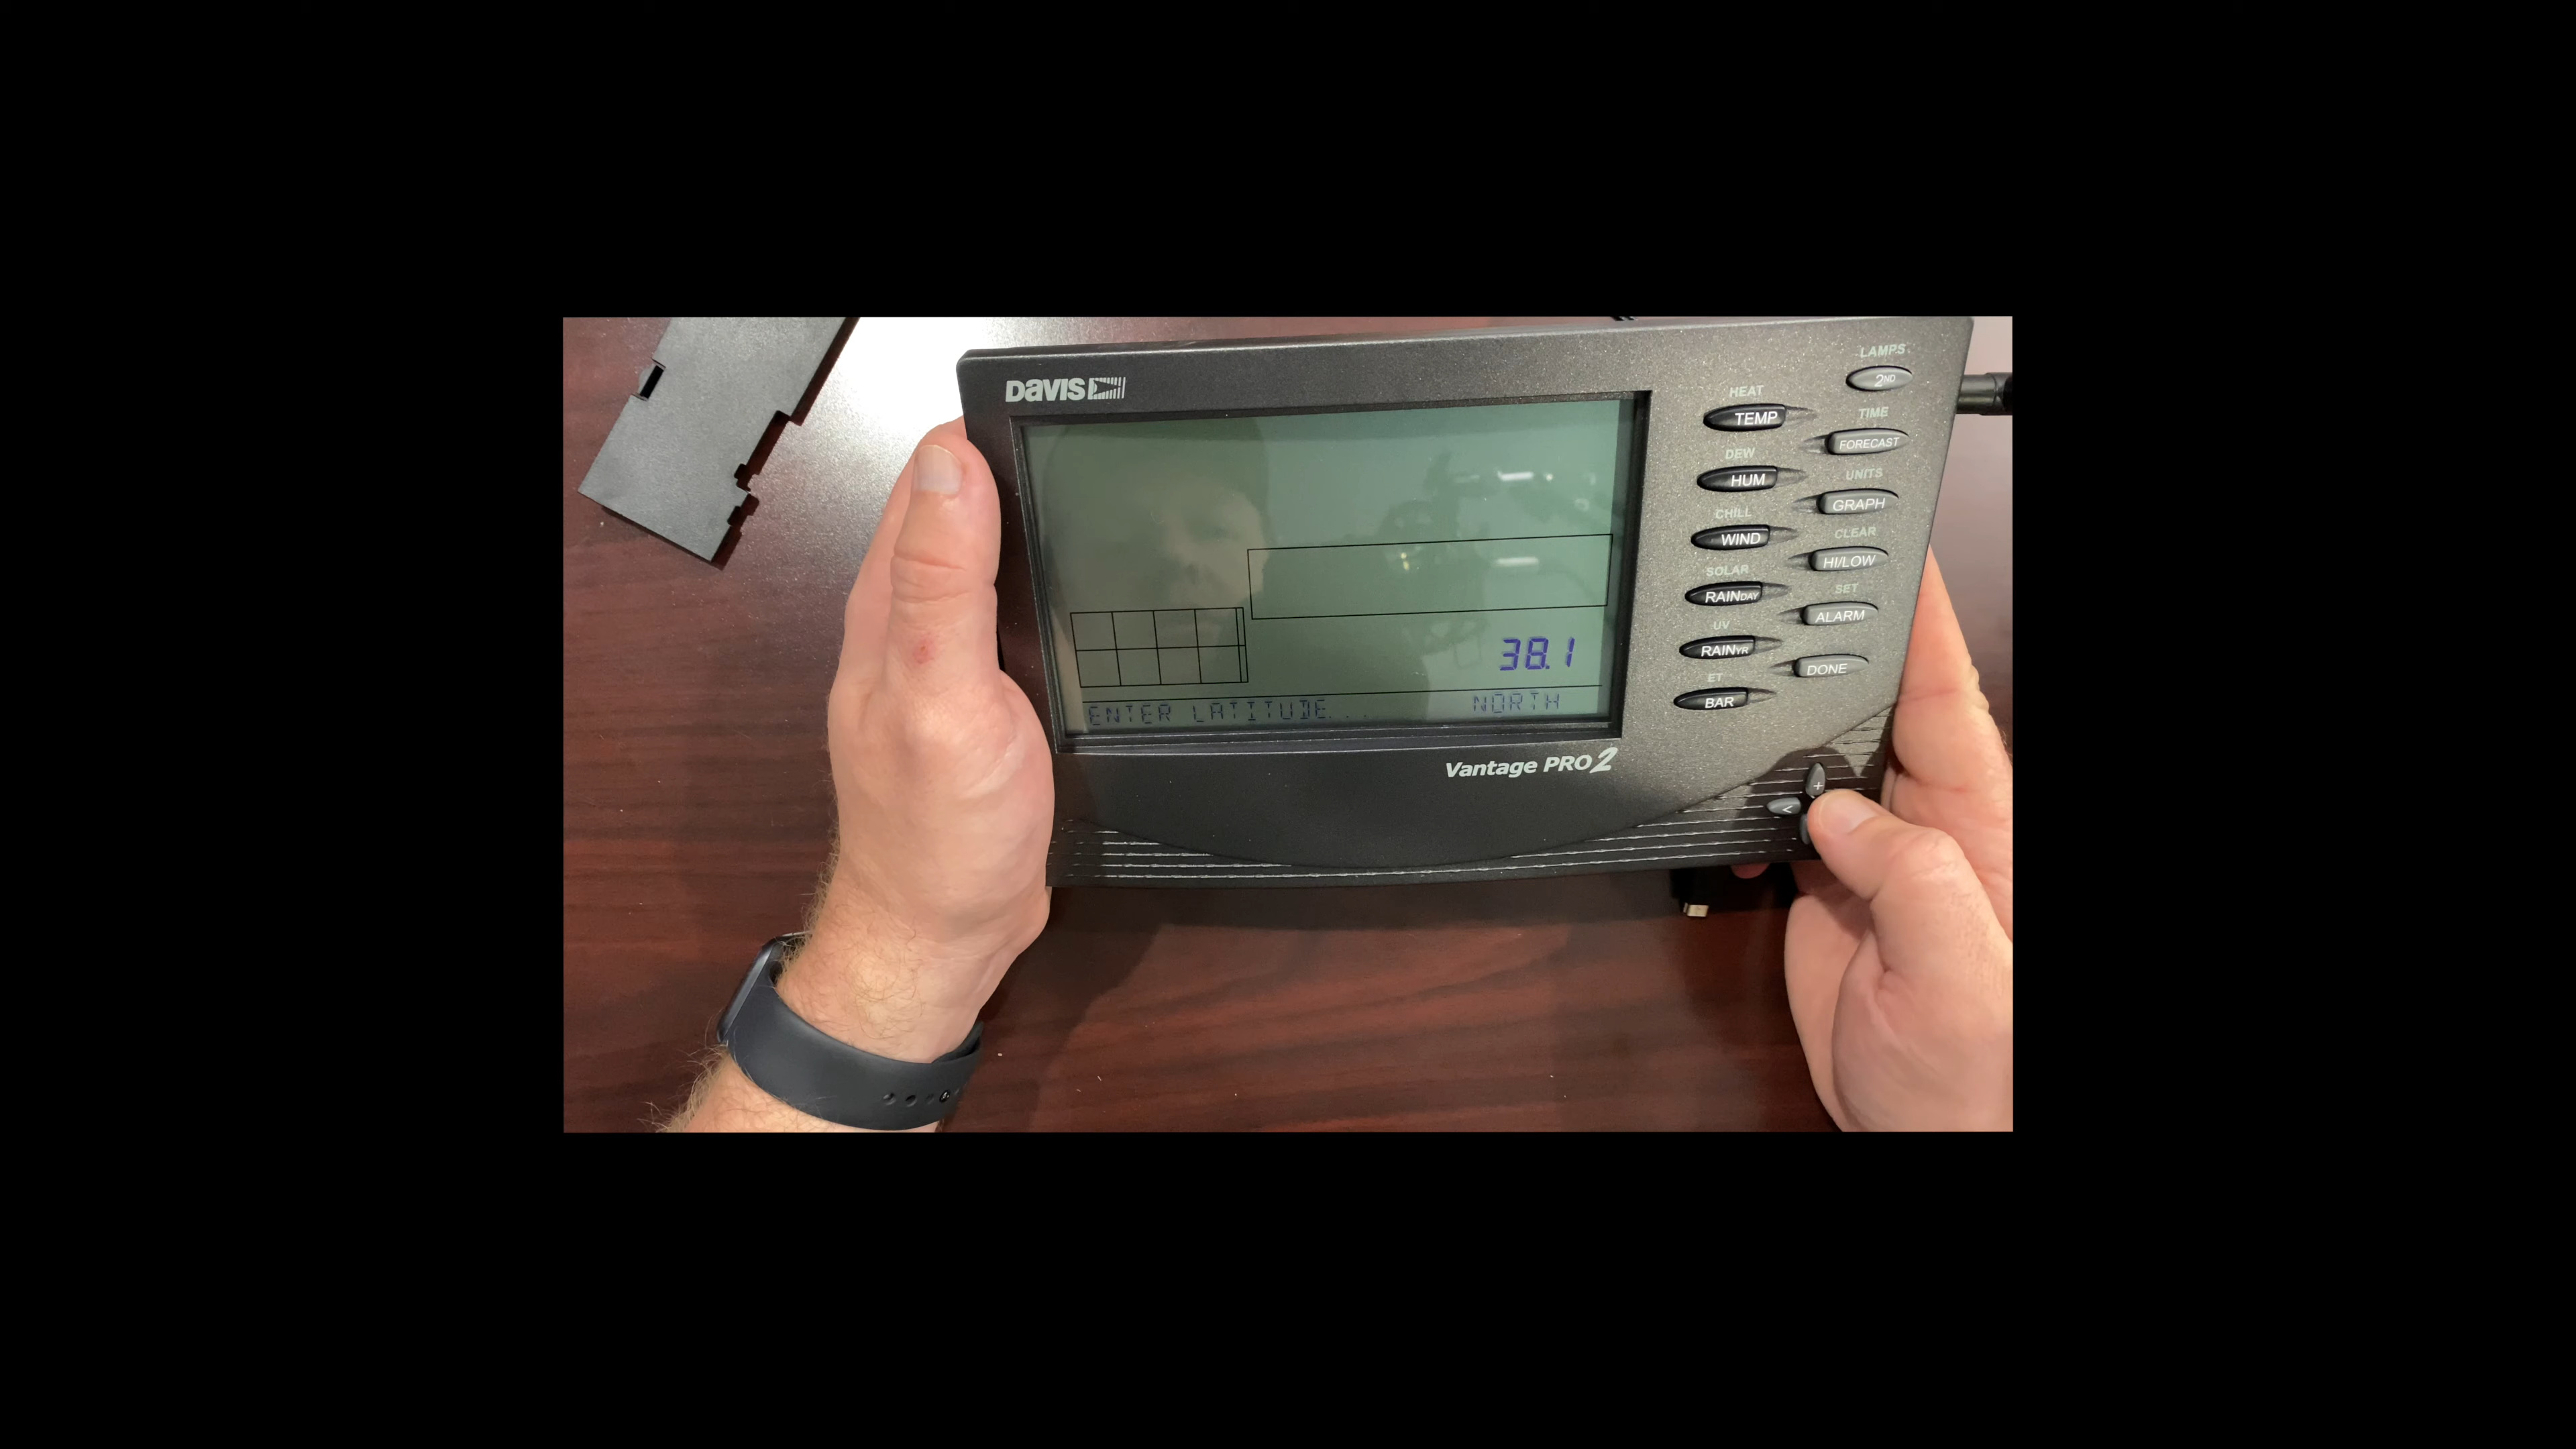 DAVIS
LAMPS
2ND
HEAT
TEMP
TIME
FORECAST
DEW
HUM
UNITS
GRAPH
CHILL
WIND
CLEAR
HI/LOW
SOLAR
RAINDAY
SET
ALARM
UV
RAINYR
DONE
ET
BAR
38.1
ENTER LATITUDE.... NORTH
Vantage PRO2
+
<